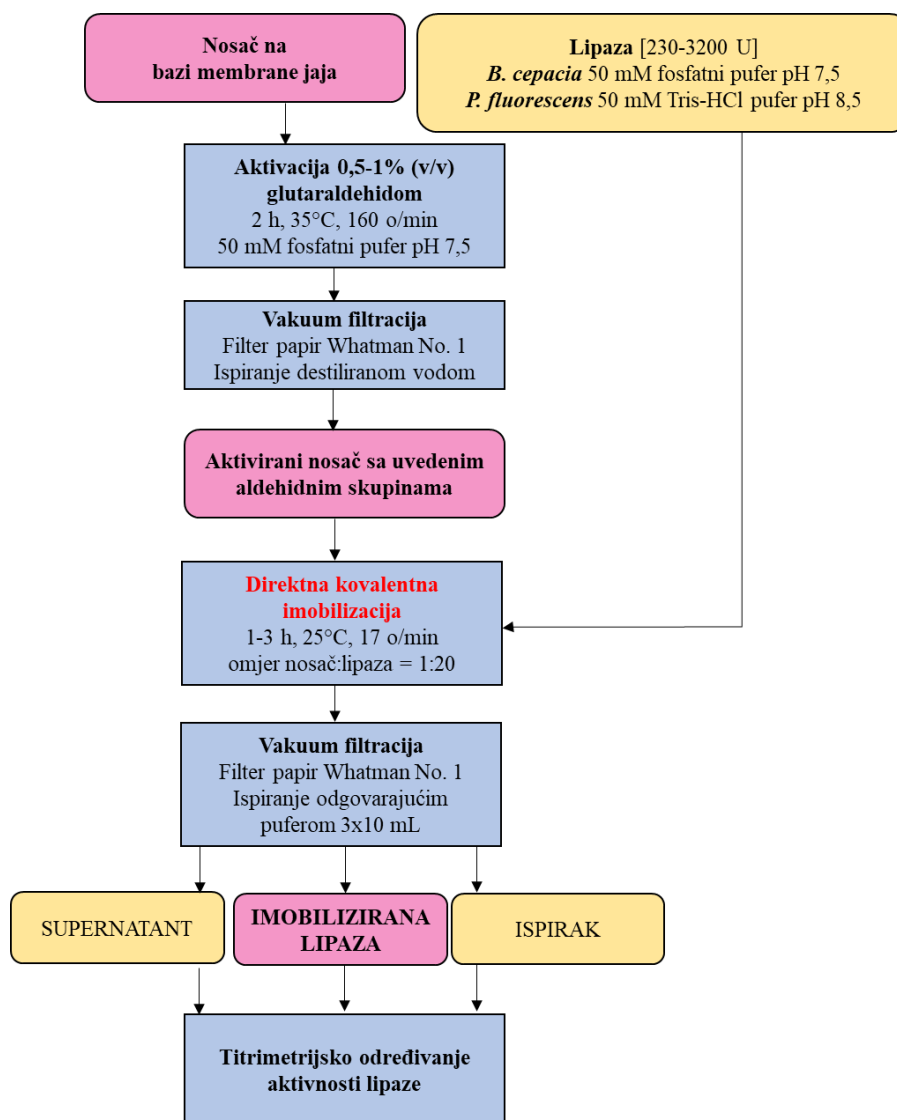 Nosač na
bazi membrane jaja
Lipaza [230-3200 U]
B. cepacia 50 mM fosfatni pufer pH 7,5
P. fluorescens 50 mM Tris-HCl pufer pH 8,5
Aktivacija 0,5-1% (v/v)
glutaraldehidom
2 h, 35°C, 160 o/min
50 mM fosfatni pufer pH 7,5
Vakuum filtracija
Filter papir Whatman No. 1
Ispiranje destiliranom vodom
Aktivirani nosač sa uvedenim
aldehidnim skupinama
Direktna kovalentna
imobilizacija
1-3 h, 25°C, 17 o/min
omjer nosač:lipaza = 1:20
Vakuum filtracija
Filter papir Whatman No. 1
Ispiranje odgovarajućim
puferom 3x10 mL
SUPERNATANT
IMOBILIZIRANA
LIPAZA
ISPIRAK
Titrimetrijsko određivanje
aktivnosti lipaze